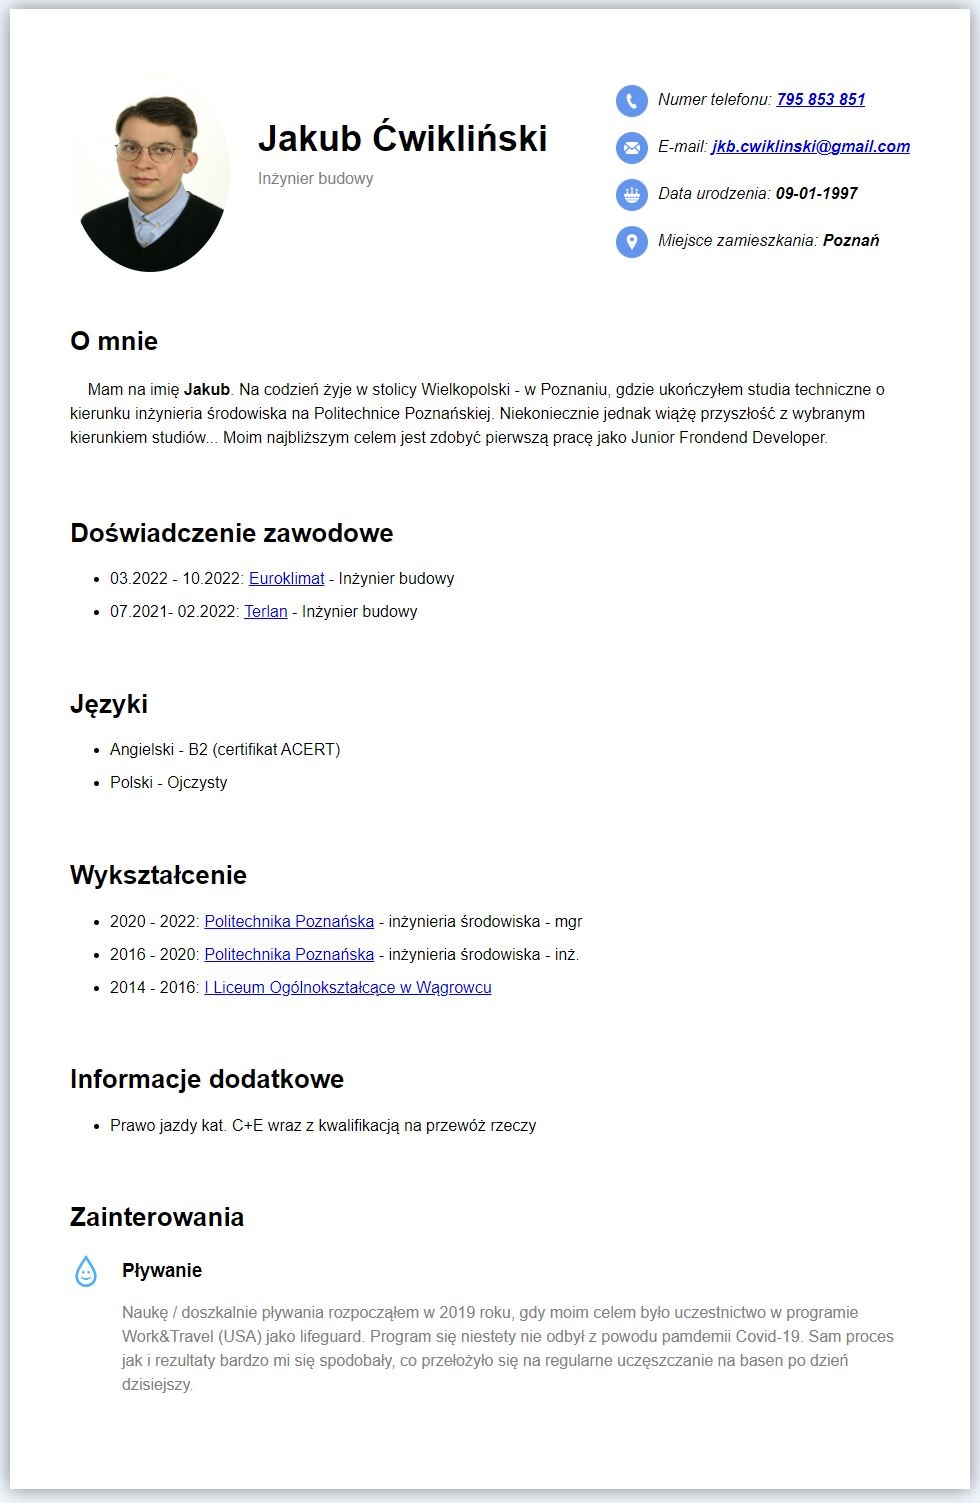 Jakub Ćwikliński
Inżynier budowy
Numer telefonu: 795 853 851
E-mail: jkb.cwiklinski@gmail.com
Data urodzenia: 09-01-1997
Miejsce zamieszkania: Poznań
O mnie
Mam na imię Jakub. Na codzień żyje w stolicy Wielkopolski - w Poznaniu, gdzie ukończyłem studia techniczne o
kierunku inżynieria środowiska na Politechnice Poznańskiej. Niekoniecznie jednak wiążę przyszłość z wybranym
kierunkiem studiów... Moim najbliższym celem jest zdobyć pierwszą pracę jako Junior Frondend Developer.
Doświadczenie zawodowe
• 03.2022 - 10.2022: Euroklimat - Inżynier budowy
• 07.2021- 02.2022: Terlan - Inżynier budowy
Języki
• Angielski - B2 (certifikat ACERT)
• Polski - Ojczysty
Wykształcenie
• 2020 - 2022: Politechnika Poznańska - inżynieria środowiska - mgr
• 2016 - 2020: Politechnika Poznańska - inżynieria środowiska - inż.
• 2014 - 2016: I Liceum Ogólnokształcące w Wągrowcu
Informacje dodatkowe
• Prawo jazdy kat. C+E wraz z kwalifikacją na przewóż rzeczy
Zainterowania
Pływanie
Naukę / doszkalnie pływania rozpocząłem w 2019 roku, gdy moim celem było uczestnictwo w programie
Work&Travel (USA) jako lifeguard. Program się niestety nie odbył z powodu pamdemii Covid-19. Sam proces
jak i rezultaty bardzo mi się spodobały, co przełożyło się na regularne uczęszczanie na basen po dzień
dzisiejszy.